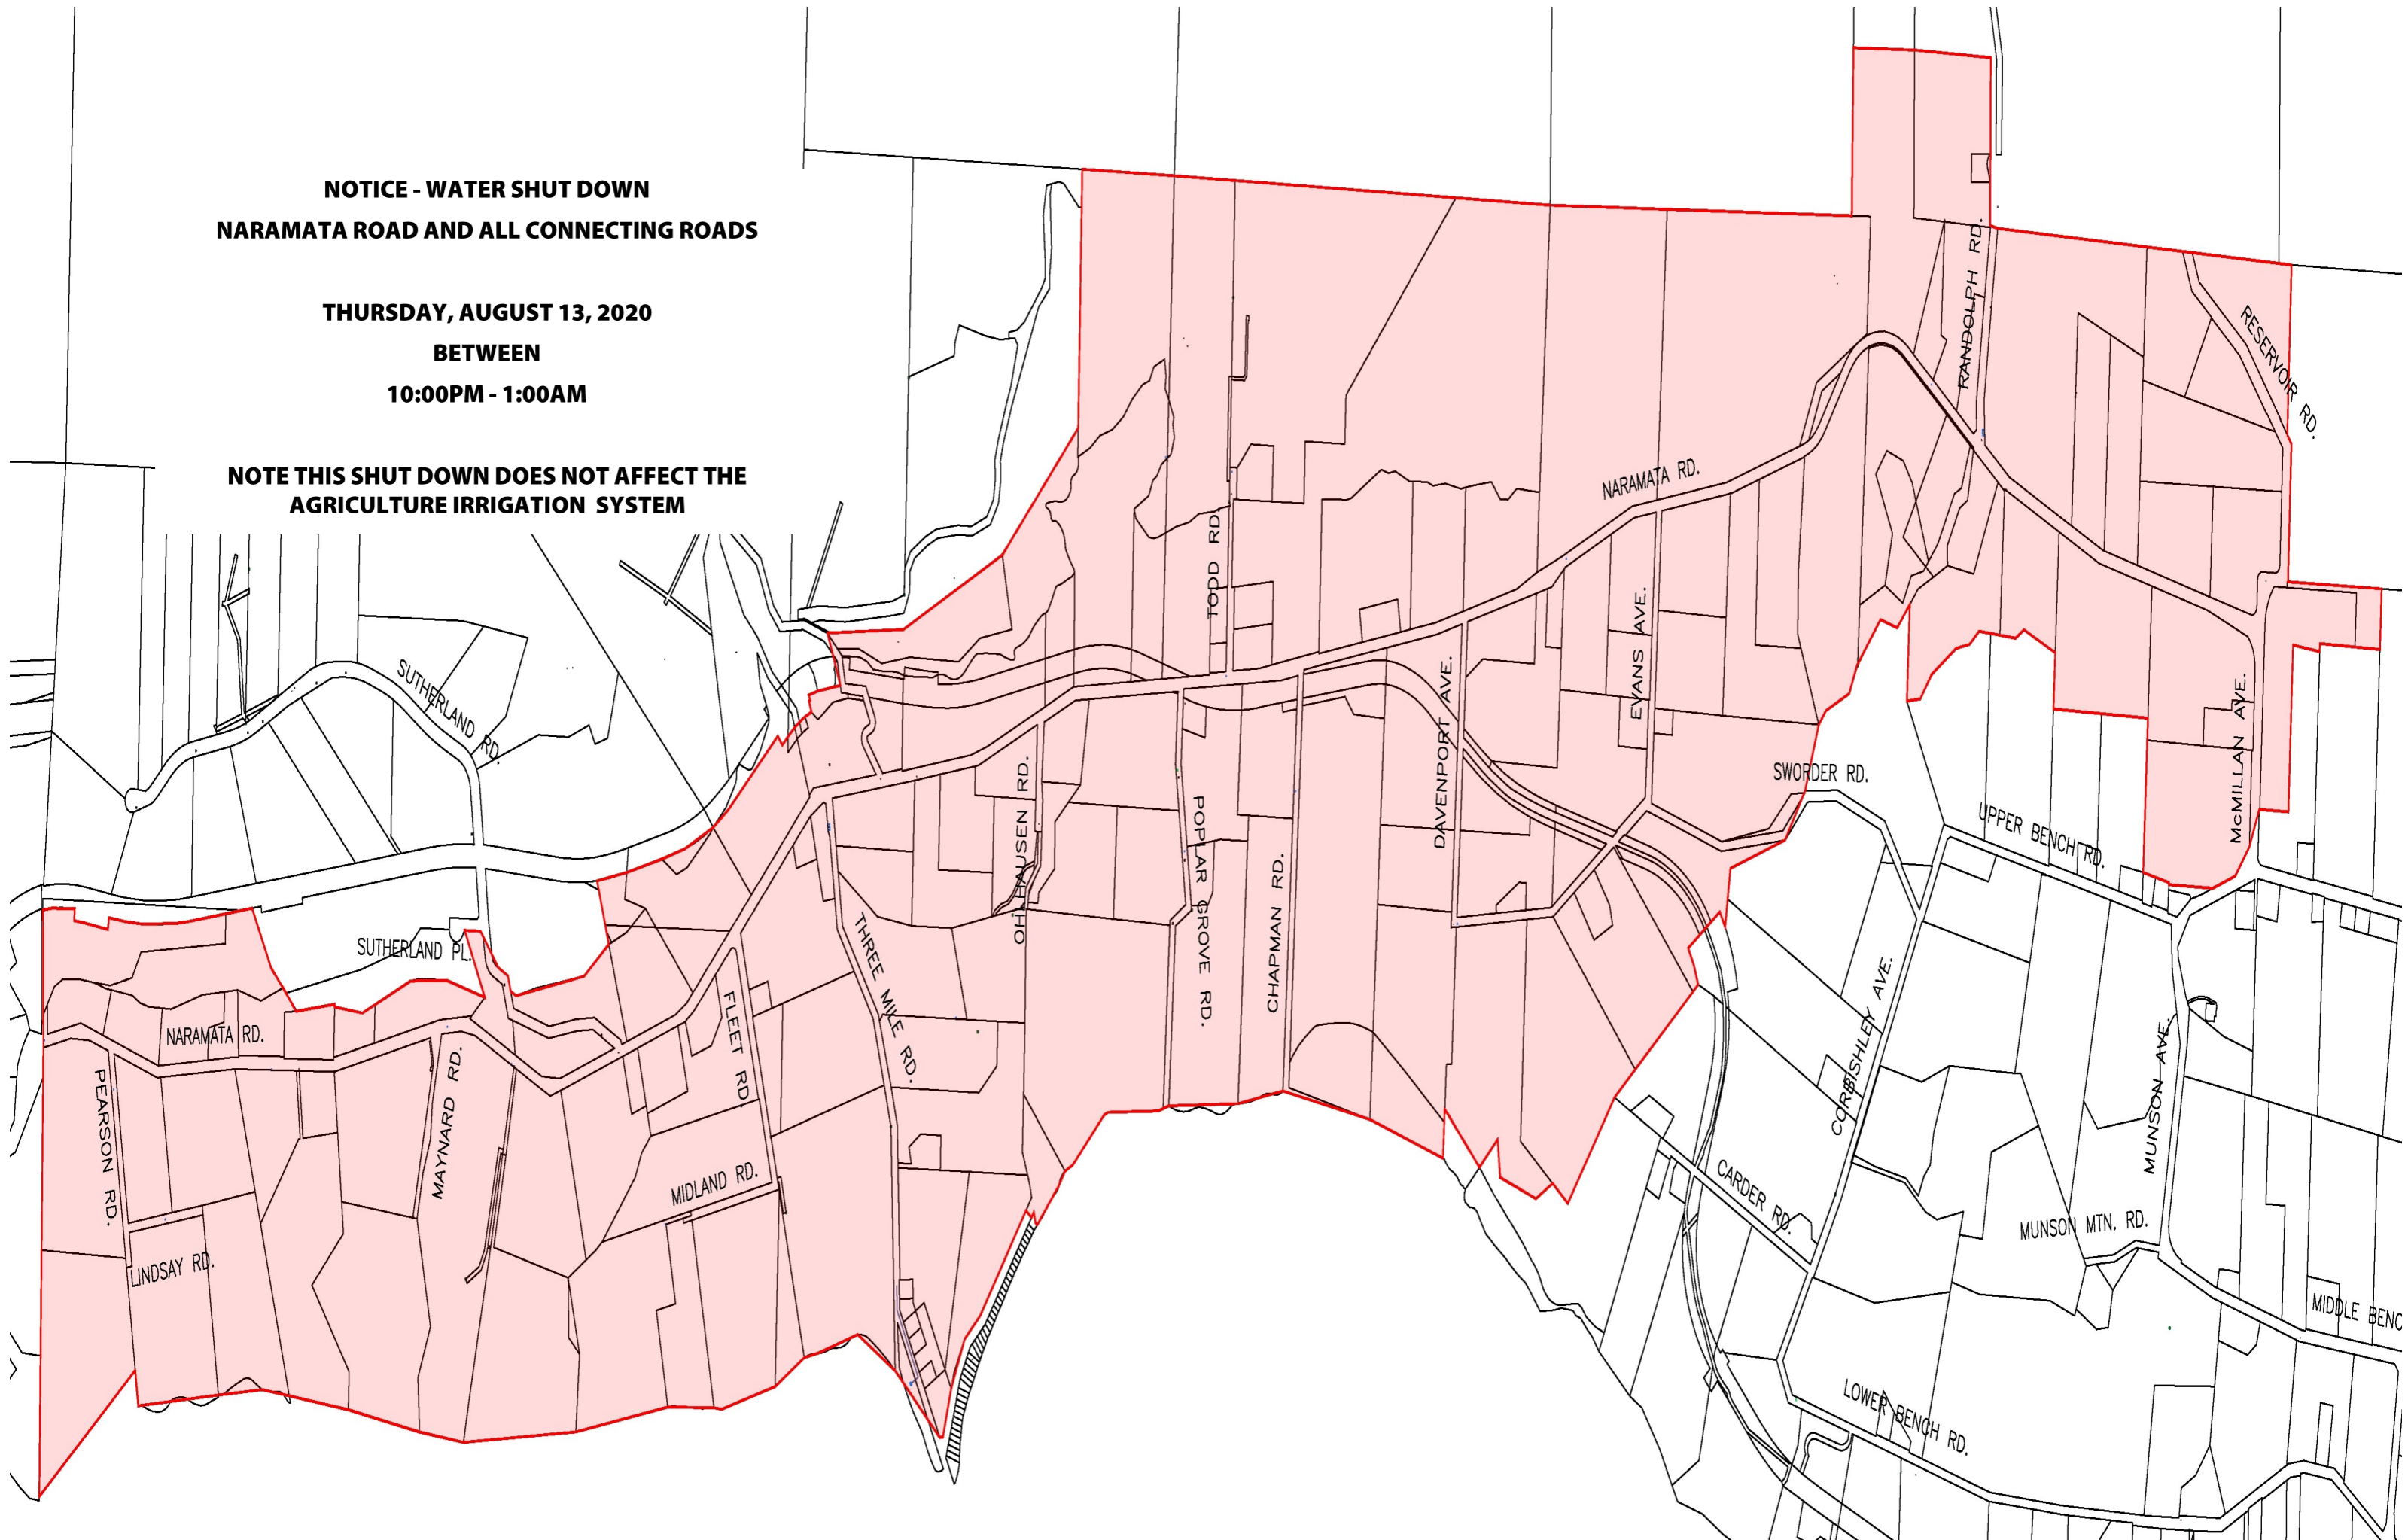 NOTICE - WATER SHUT DOWN
NARAMATA ROAD AND ALL CONNECTING ROADS
THURSDAY, AUGUST 13, 2020
BETWEEN
10:00PM - 1:00AM
NOTE THIS SHUT DOWN DOES NOT AFFECT THE
AGRICULTURE IRRIGATION SYSTEM
RANDOLPH RD.
RESERVOIR RD.
NARAMATA RD.
TODD RD.
EVANS AVE.
DAVENPORT AVE.
McMILLAN AVE.
SUTHERLAND RD.
SWORDER RD.
UPPER BENCH RD.
OHLHAUSEN RD.
POPLAR GROVE RD.
CHAPMAN RD.
THREE MILE RD.
SUTHERLAND PL.
NARAMATA RD.
FLEET RD.
PEARSON RD.
MAYNARD RD.
MIDLAND RD.
LINDSAY RD.
CORBISHLEY AVE.
MUNSON AVE.
CARDER RD.
MUNSON MTN. RD.
MIDDLE BENC
LOWER BENCH RD.